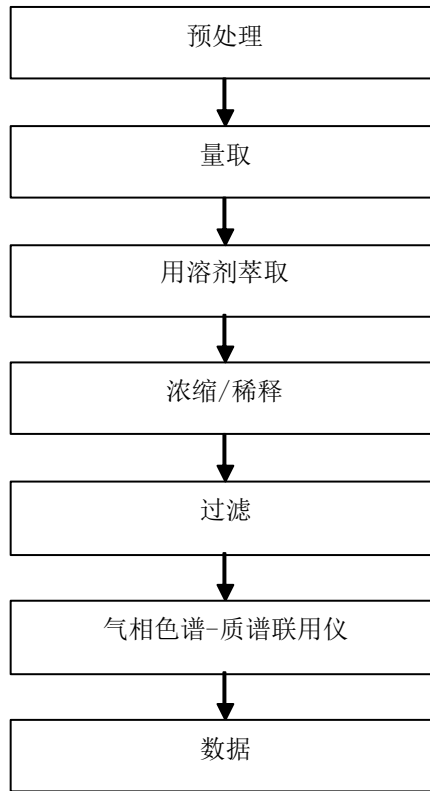 预处理
量取
用溶剂萃取
浓缩/稀释
过滤
气相色谱-质谱联用仪
数据